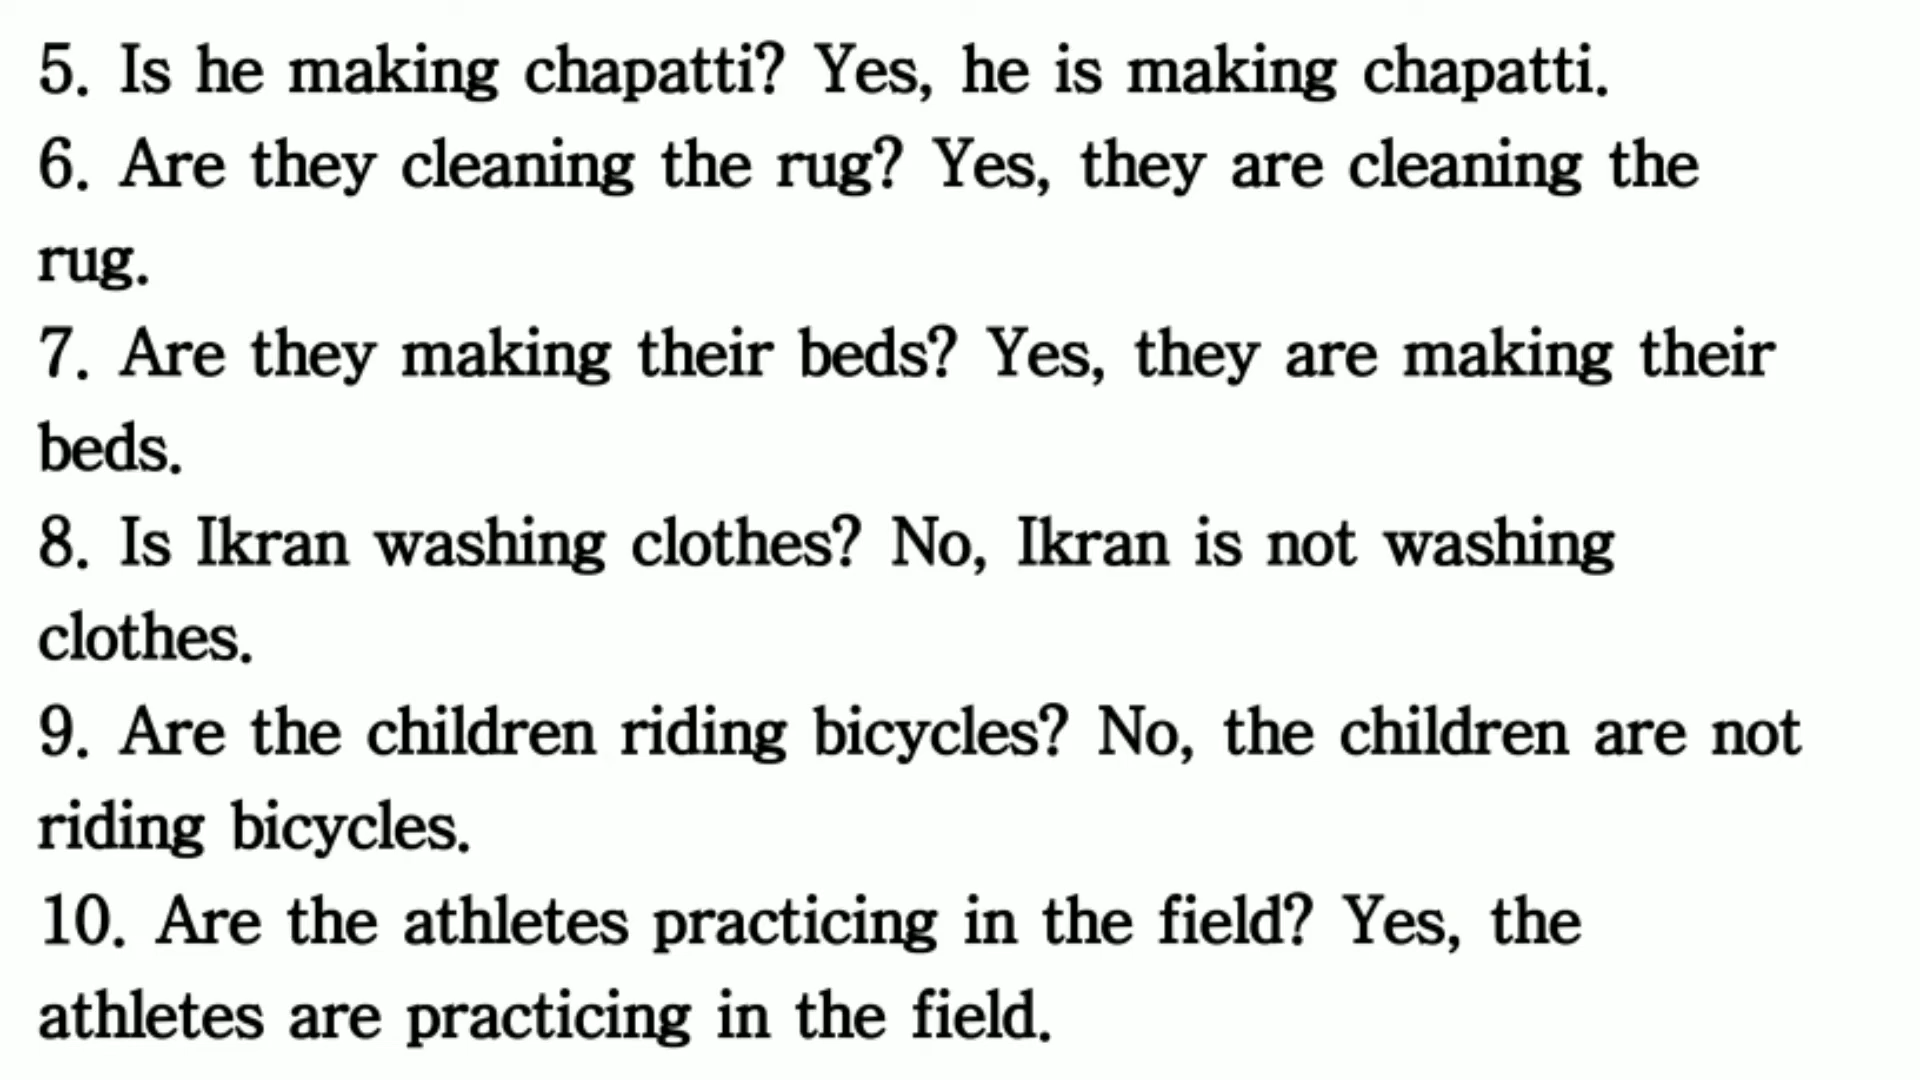 5. Is he making chapatti? Yes, he is making chapatti.
6. Are they cleaning the rug? Yes, they are cleaning the
rug.
7. Are they making their beds? Yes, they are making their
beds.
8. Is Ikran washing clothes? No, Ikran is not washing
clothes.
9. Are the children riding bicycles? No, the children are not
riding bicycles.
10. Are the athletes practicing in the field? Yes, the
athletes are practicing in the field.